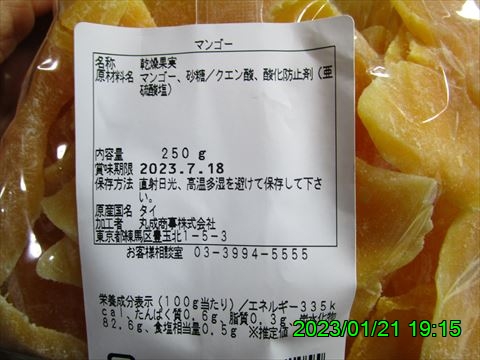 マンゴー
名称 乾燥果実
原材料名 マンゴー、砂糖／クエン酸、酸化防止剤（亜
硫酸塩）
内容量 250ｇ
賞味期限 2023.7.18
保存方法 直射日光、高温多湿を避けて保存して下さ
い。
原産国名 タイ
加工者 丸成商事株式会社
東京都練馬区豊玉北1-5-3
お客様相談室 03-3994-5555
栄養成分表示（100g当たり）／エネルギー335k
cal、たんぱく質0.6g、脂質0.3g、炭水化物
82.6g、食塩相当量0.5g ※推定値
2023/01/21 19:15